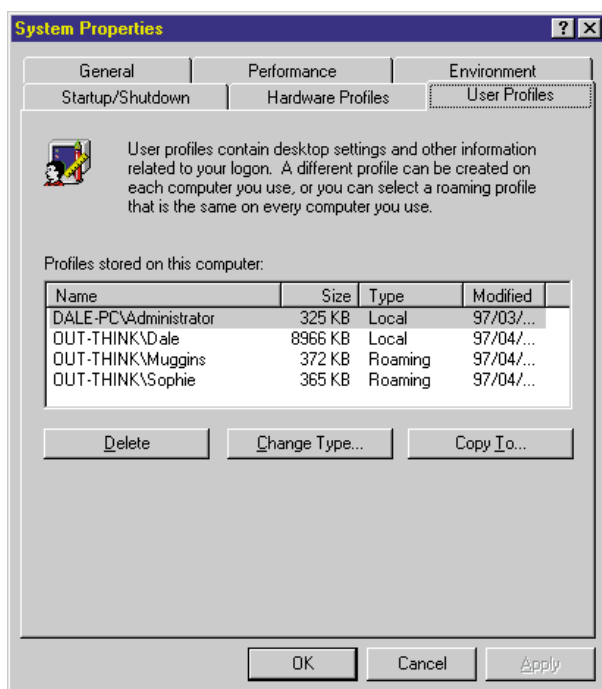 System Properties
General Performance Environment
Startup/Shutdown Hardware Profiles User Profiles
User profiles contain desktop settings and other information
related to your logon. A different profile can be created on
each computer you use, or you can select a roaming profile
that is the same on every computer you use.
Profiles stored on this computer:
Name Size Type Modified
DALE-PC\Administrator 325 KB Local 97/03/...
OUT-THINK\Dale 8966 KB Local 97/04/...
OUT-THINK\Muggins 372 KB Roaming 97/04/...
OUT-THINK\Sophie 365 KB Roaming 97/04/...
Delete Change Type... Copy To...
OK Cancel Apply